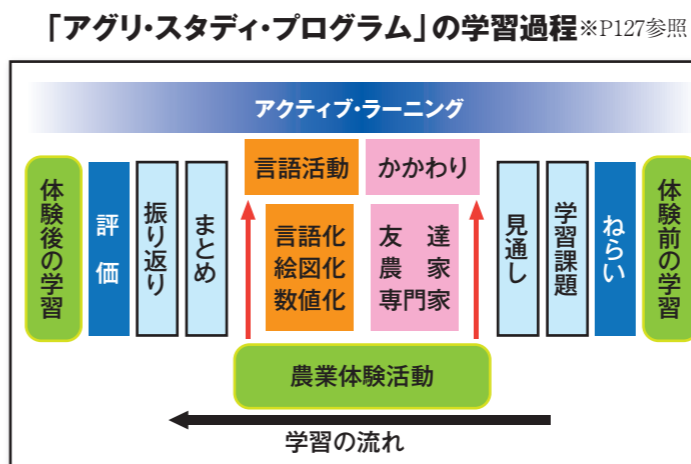 「アグリ・スタディ・プログラム」の学習過程※P127参照
アクティブ・ラーニング
体験前の学習
ねらい
学習課題
見通し
かかわり
友達
農家
専門家
言語活動
言語化
絵図化
数値化
農業体験活動
まとめ
振り返り
評価
体験後の学習
学習の流れ